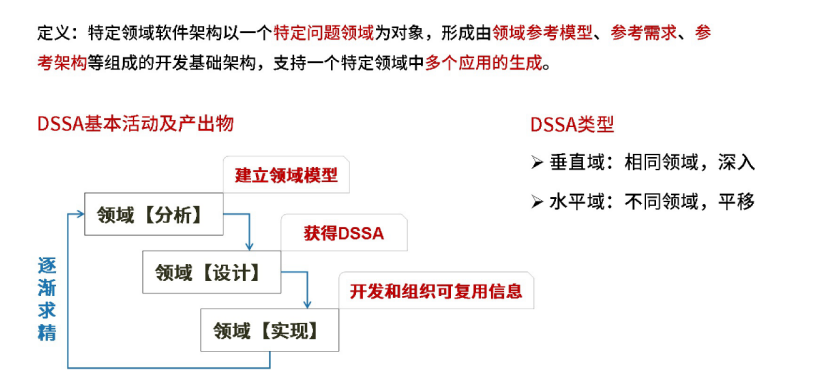 定义：特定领域软件架构以一个特定问题领域为对象，形成由领域参考模型、参考需求、参
考架构等组成的开发基础架构，支持一个特定领域中多个应用的生成。
DSSA基本活动及产出物
建立领域模型
领域【分析】
获得DSSA
领域【设计】
开发和组织可复用信息
领域【实现】
逐渐求精
DSSA类型
➢ 垂直域：相同领域，深入
➢ 水平域：不同领域，平移